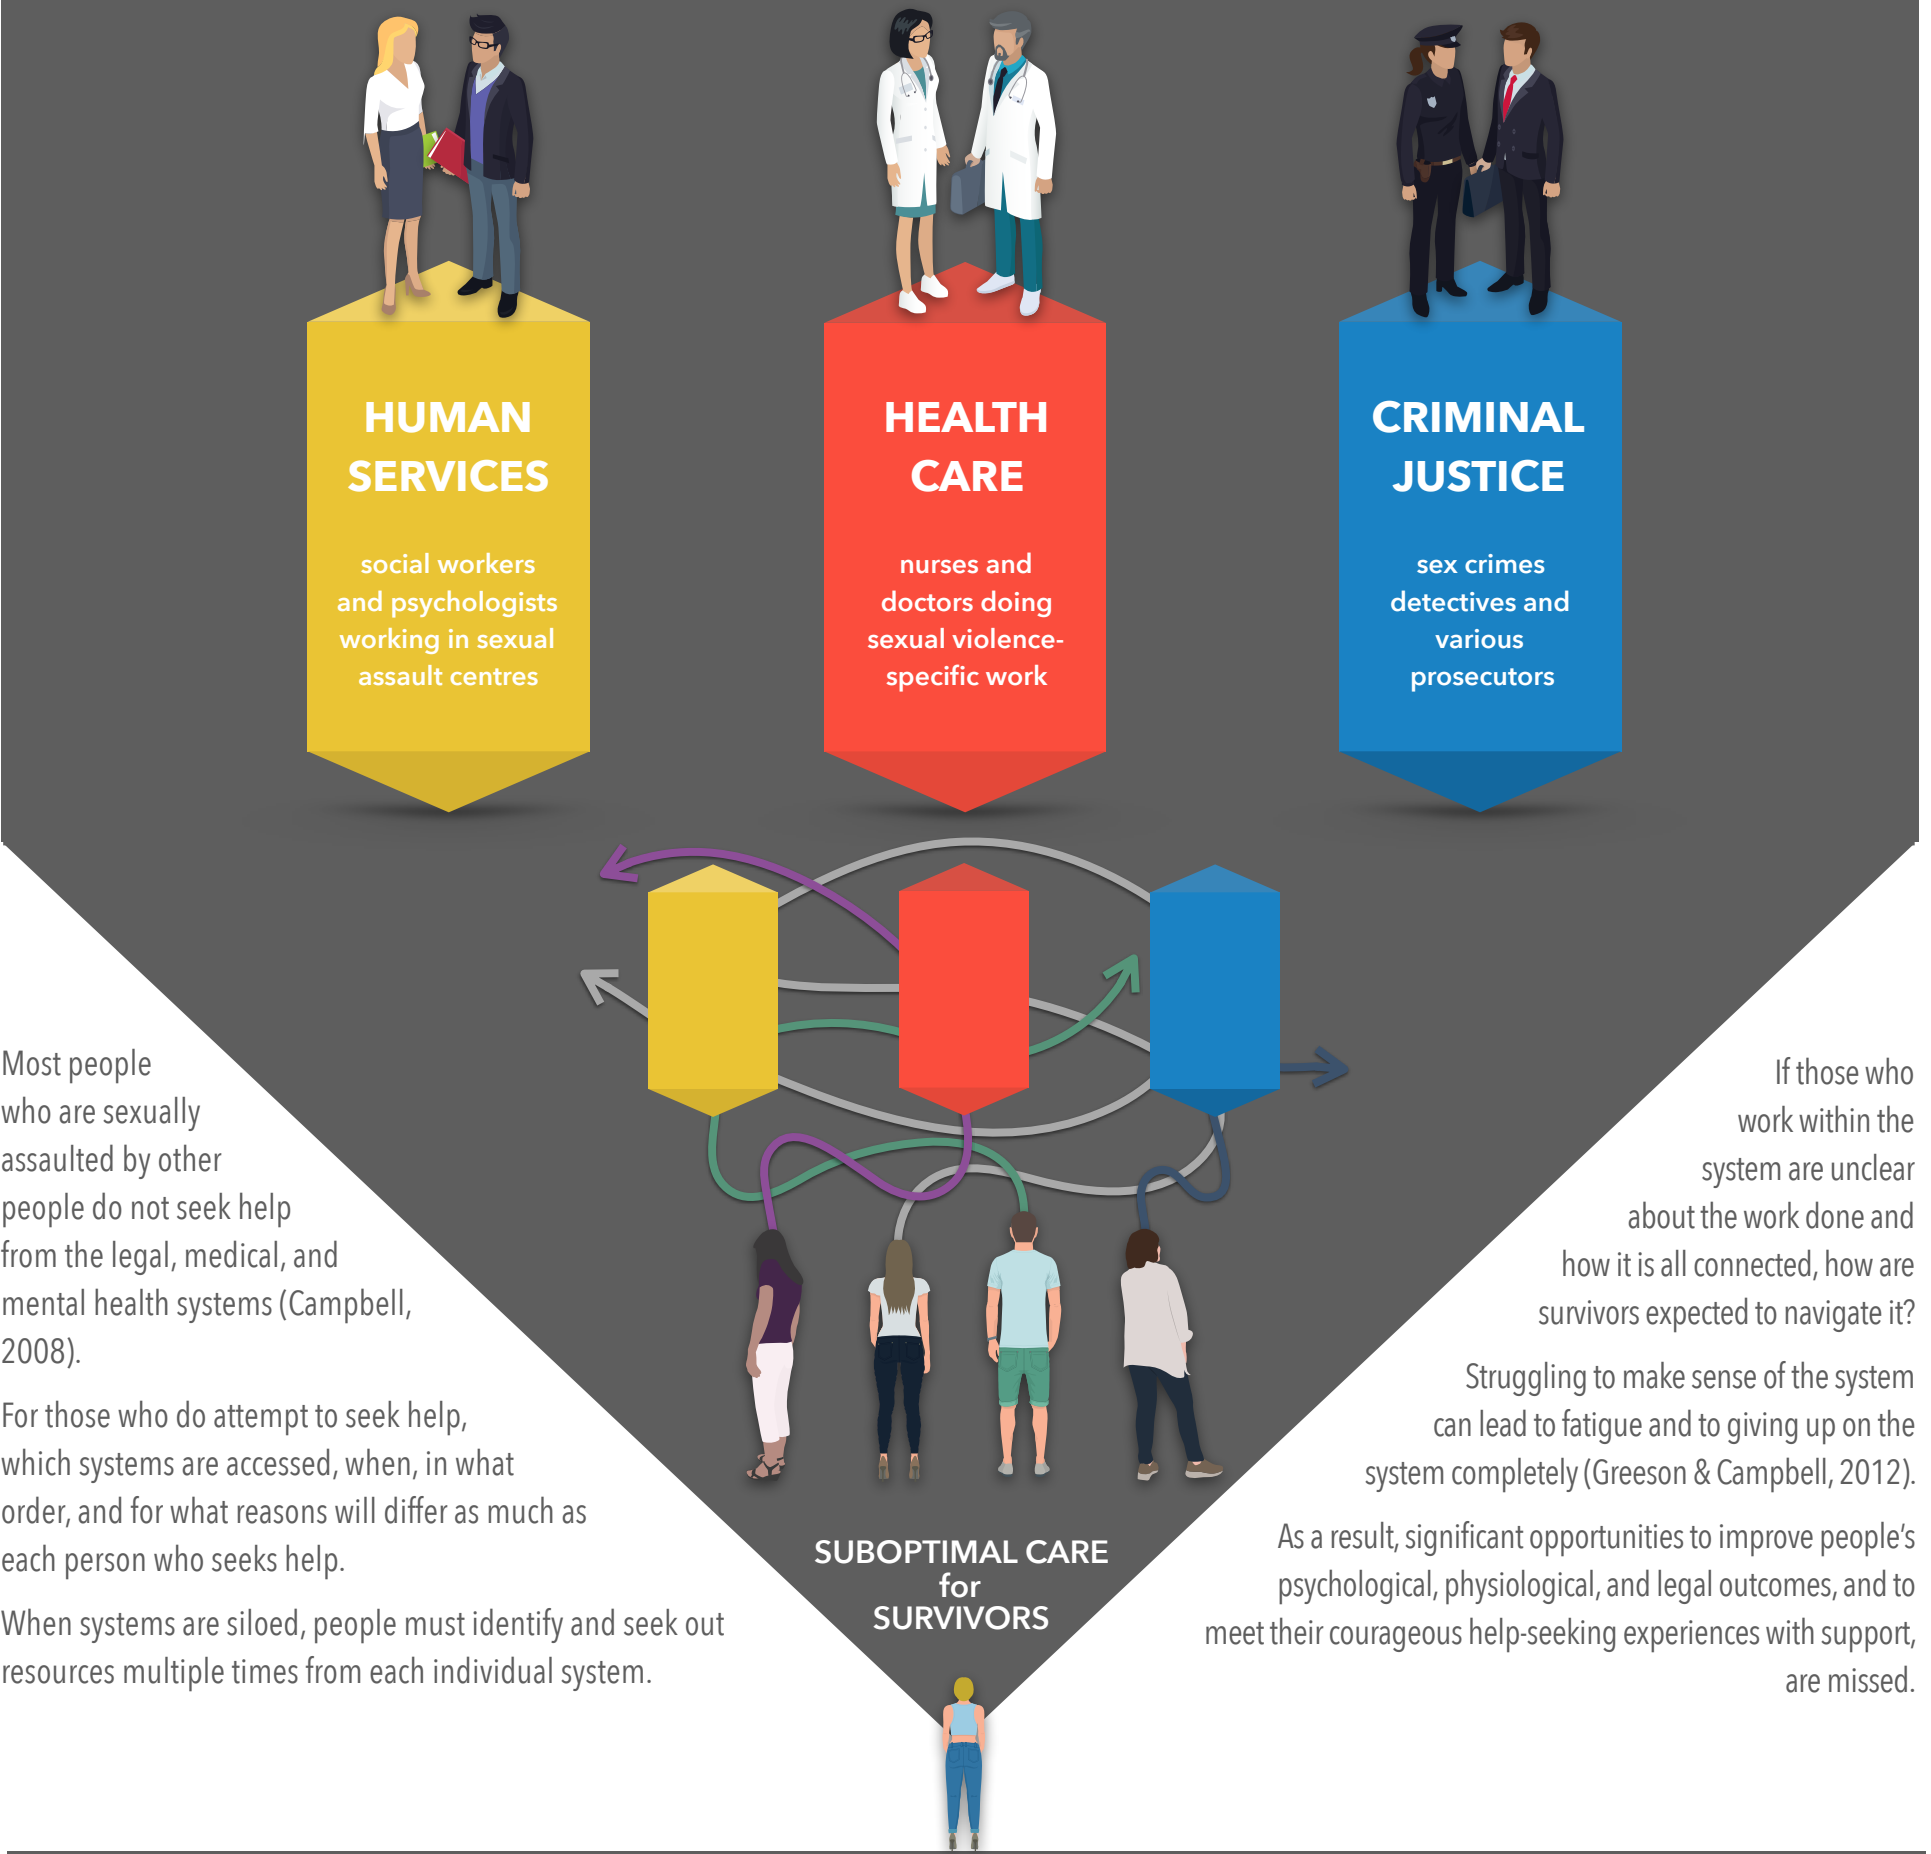 HUMAN
SERVICES
social workers
and psychologists
working in sexual
assault centres
HEALTH
CARE
nurses and
doctors doing
sexual violence-
specific work
CRIMINAL
JUSTICE
sex crimes
detectives and
various
prosecutors
Most people
who are sexually
assaulted by other
people do not seek help
from the legal, medical, and
mental health systems (Campbell,
2008).
For those who do attempt to seek help,
which systems are accessed, when, in what
order, and for what reasons will differ as much as
each person who seeks help.
When systems are siloed, people must identify and seek out
resources multiple times from each individual system.
SUBOPTIMAL CARE
for
SURVIVORS
If those who
work within the
system are unclear
about the work done and
how it is all connected, how are
survivors expected to navigate it?
Struggling to make sense of the system
can lead to fatigue and to giving up on the
system completely (Greeson & Campbell, 2012).
As a result, significant opportunities to improve people's
psychological, physiological, and legal outcomes, and to
meet their courageous help-seeking experiences with support,
are missed.